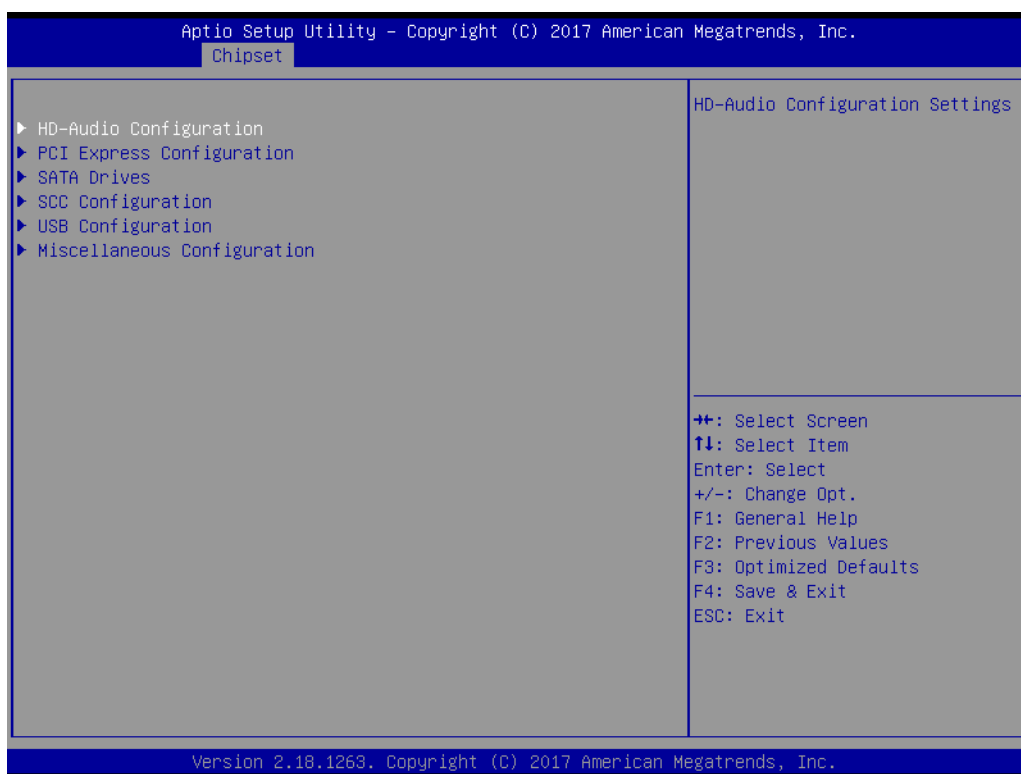 Aptio Setup Utility – Copyright (C) 2017 American Megatrends, Inc.
Chipset
HD-Audio Configuration
PCI Express Configuration
SATA Drives
SCC Configuration
USB Configuration
Miscellaneous Configuration
HD-Audio Configuration Settings
→←: Select Screen
↑↓: Select Item
Enter: Select
+/-: Change Opt.
F1: General Help
F2: Previous Values
F3: Optimized Defaults
F4: Save & Exit
ESC: Exit
Version 2.18.1263. Copyright (C) 2017 American Megatrends, Inc.